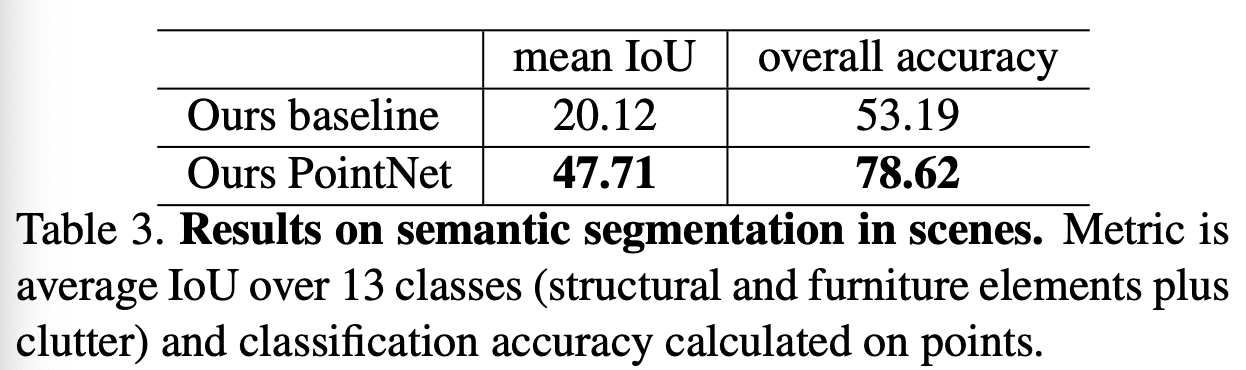 mean IoU overall accuracy
Ours baseline 20.12 53.19
Ours PointNet 47.71 78.62
Table 3. Results on semantic segmentation in scenes. Metric is
average IoU over 13 classes (structural and furniture elements plus
clutter) and classification accuracy calculated on points.